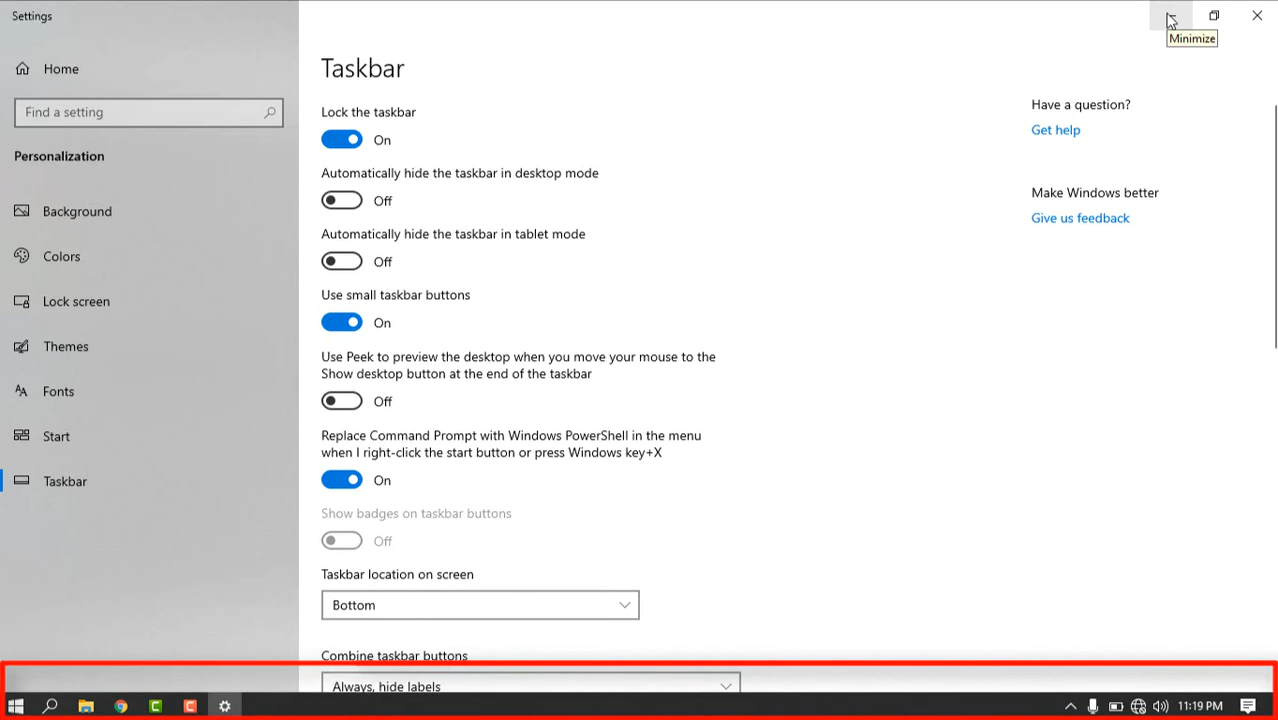 Settings
Minimize
Home
Find a setting
Personalization
Background
Colors
Lock screen
Themes
Fonts
Start
Taskbar
Taskbar
Lock the taskbar
On
Automatically hide the taskbar in desktop mode
Off
Automatically hide the taskbar in tablet mode
Off
Use small taskbar buttons
On
Use Peek to preview the desktop when you move your mouse to the
Show desktop button at the end of the taskbar
Off
Replace Command Prompt with Windows PowerShell in the menu
when I right-click the start button or press Windows key+X
On
Show badges on taskbar buttons
Off
Taskbar location on screen
Bottom
Combine taskbar buttons
Always, hide labels
Have a question?
Get help
Make Windows better
Give us feedback
11:19 PM